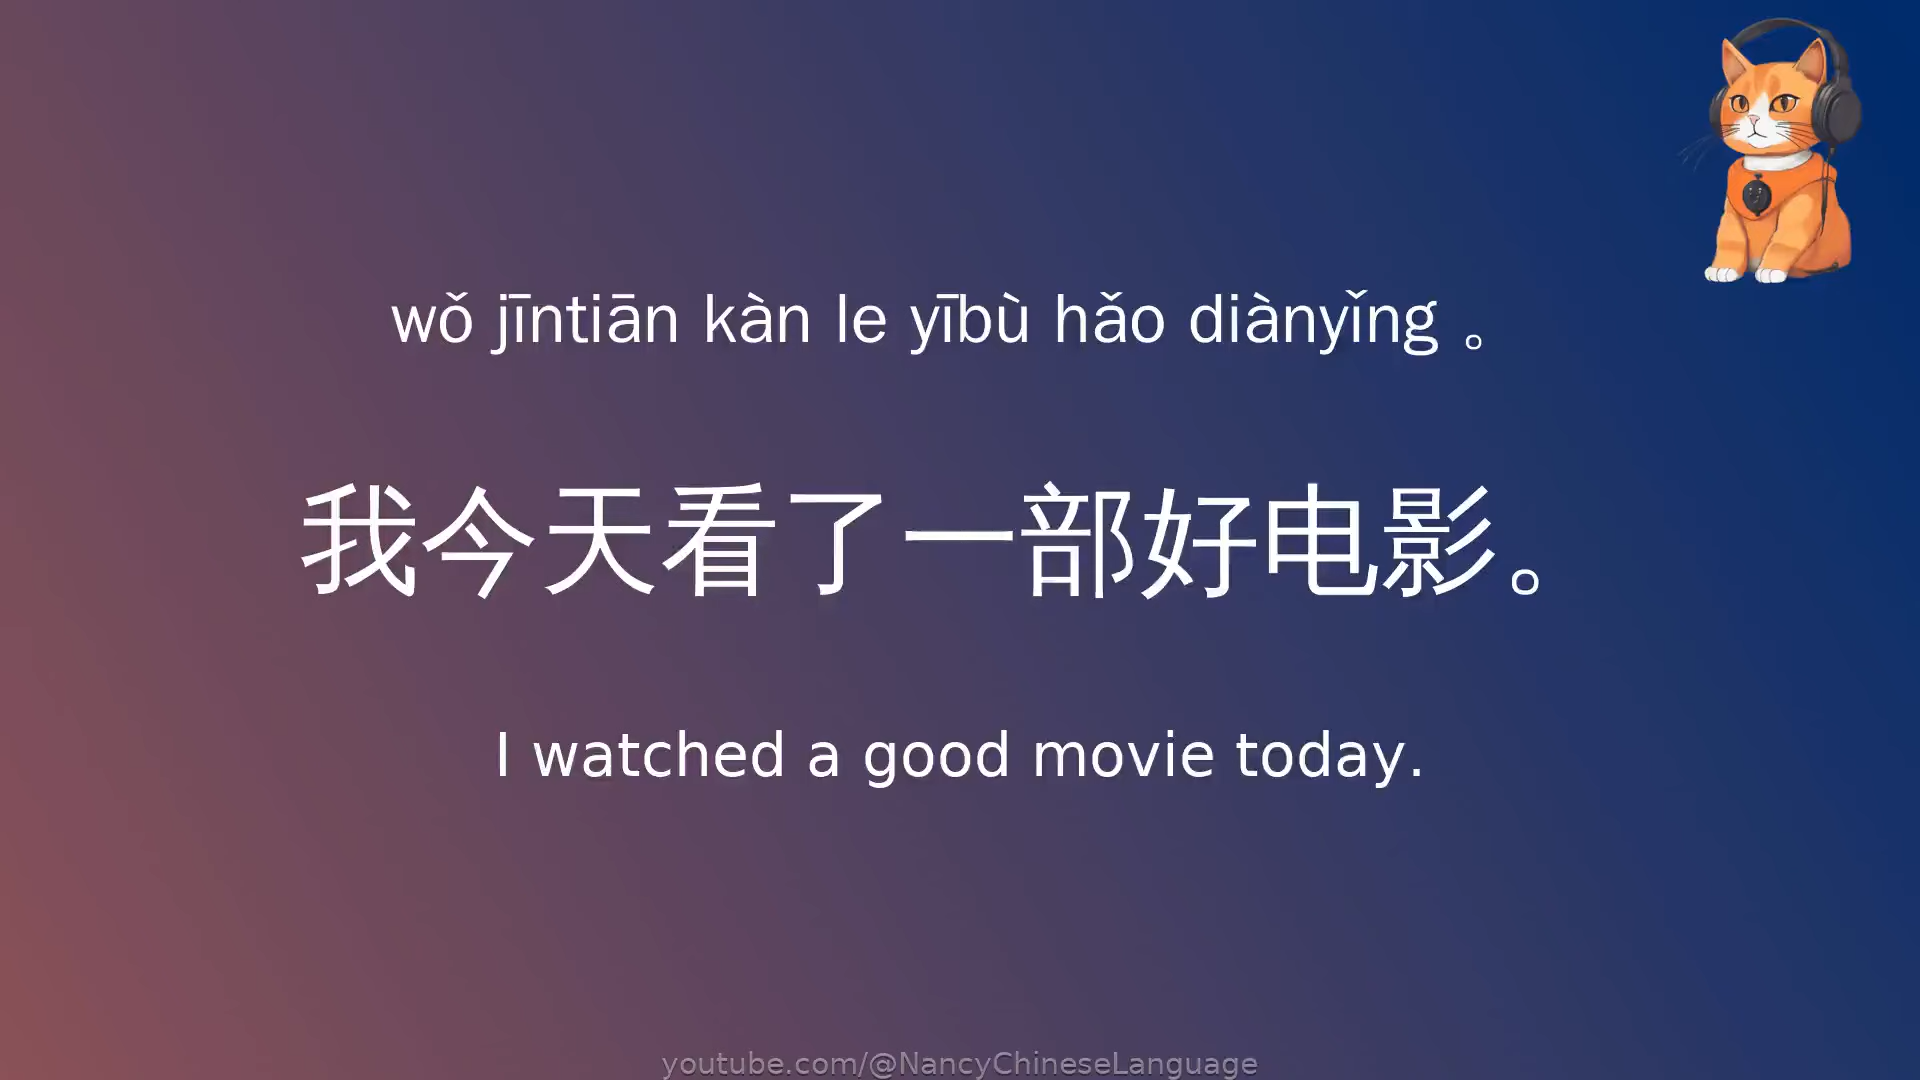 wǒ jīntiān kàn le yībù hǎo diànyǐng 。
我今天看了一部好电影。
I watched a good movie today.
youtube.com/@NancyChineseLanguage